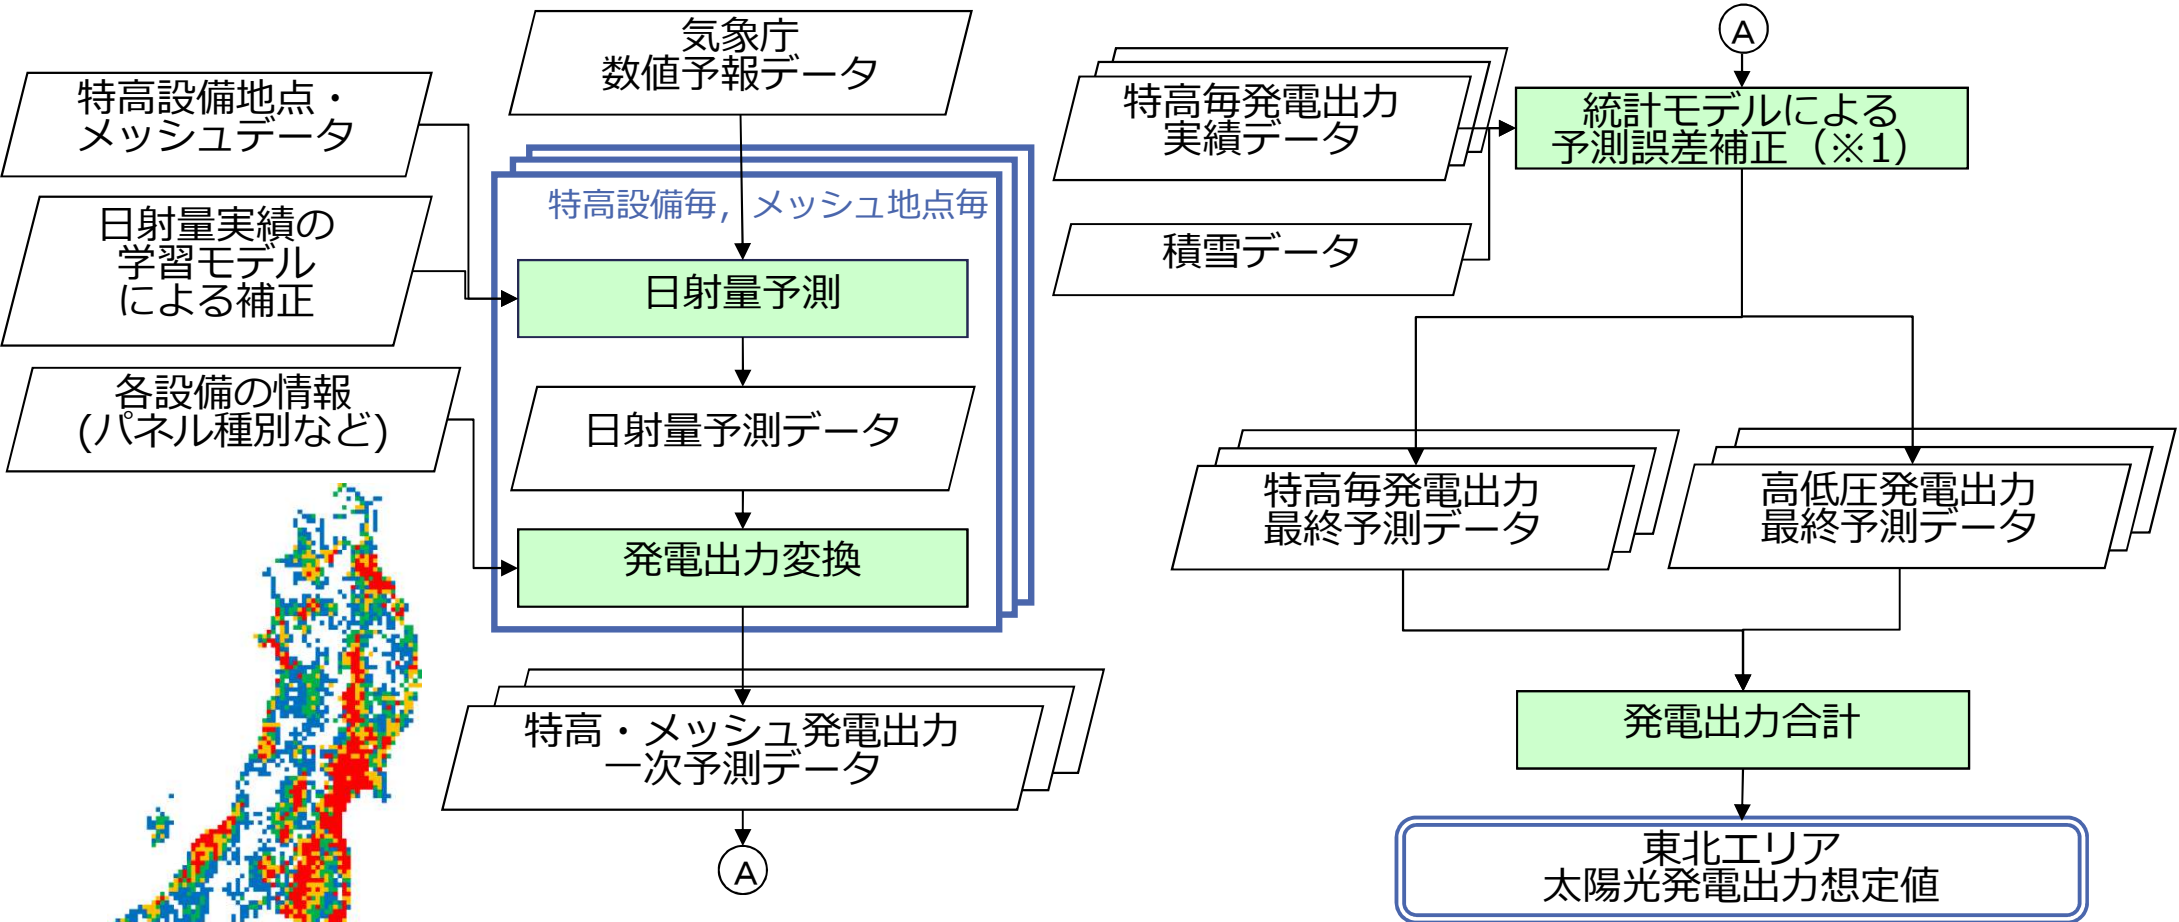 気象庁
数値予報データ
特高設備地点・
メッシュデータ
日射量実績の
学習モデル
による補正
各設備の情報
(パネル種別など)
特高設備毎，メッシュ地点毎
日射量予測
日射量予測データ
発電出力変換
特高・メッシュ発電出力
一次予測データ
A
A
特高毎発電出力
実績データ
統計モデルによる
予測誤差補正（※1）
積雪データ
特高毎発電出力
最終予測データ
高低圧発電出力
最終予測データ
発電出力合計
東北エリア
太陽光発電出力想定値